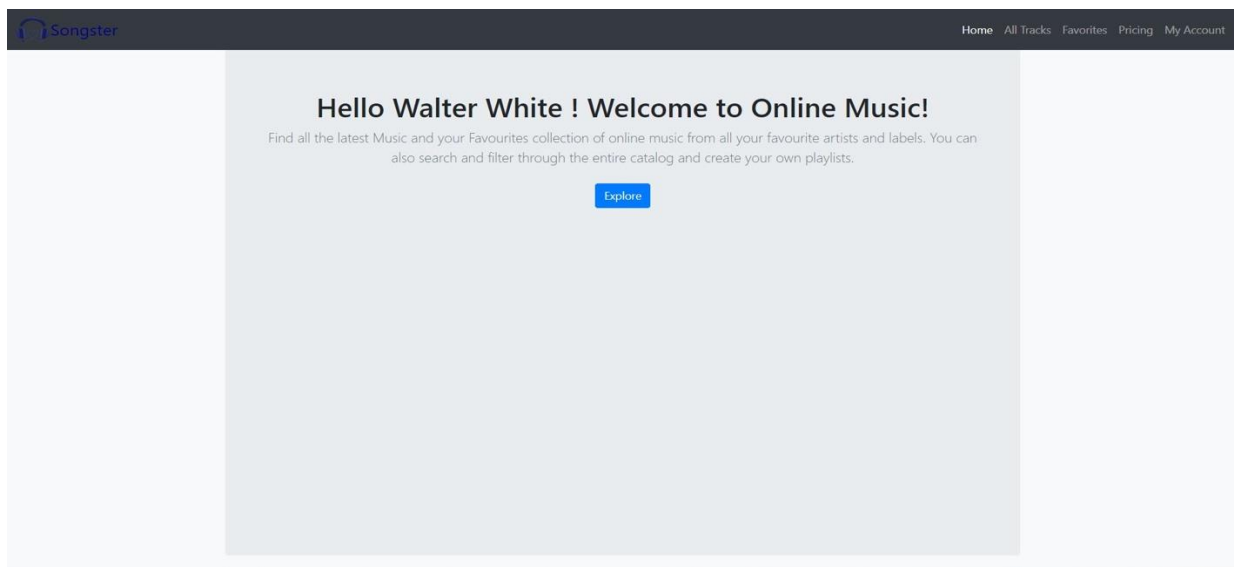 Songster
Home All Tracks Favorites Pricing My Account
Hello Walter White ! Welcome to Online Music!
Find all the latest Music and your Favourites collection of online music from all your favourite artists and labels. You can
also search and filter through the entire catalog and create your own playlists.
Explore